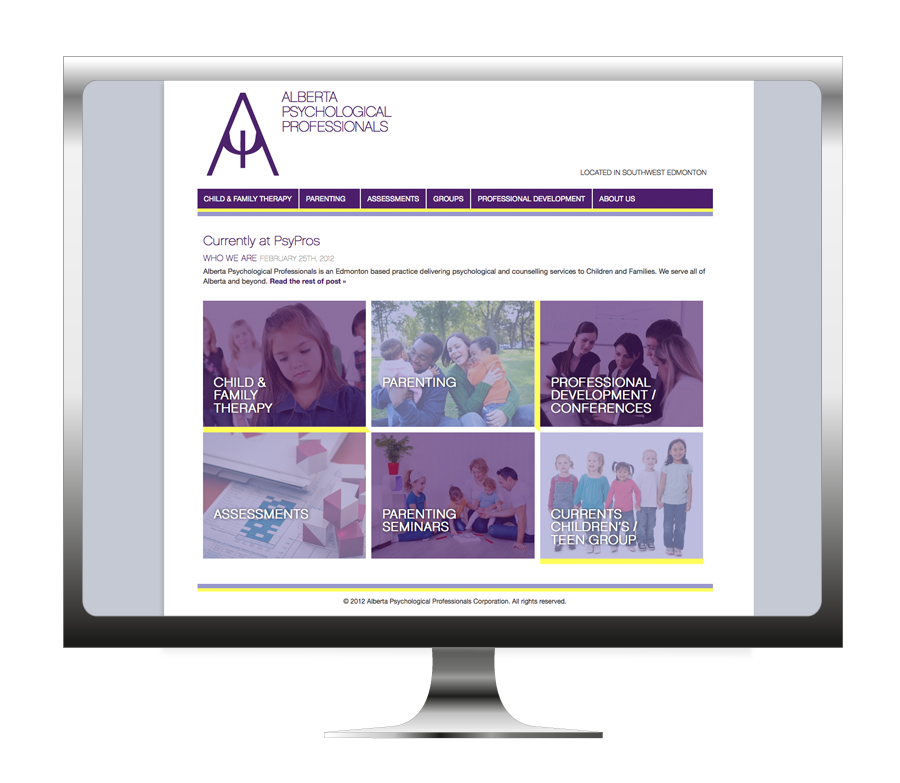 ALBERTA
PSYCHOLOGICAL
PROFESSIONALS
LOCATED IN SOUTHWEST EDMONTON
CHILD & FAMILY THERAPY PARENTING ASSESSMENTS GROUPS PROFESSIONAL DEVELOPMENT ABOUT US
Currently at PsyPros
WHO WE ARE FEBRUARY 25TH, 2012
Alberta Psychological Professionals is an Edmonton based practice delivering psychological and counselling services to Children and Families. We serve all of
Alberta and beyond. Read the rest of post »
CHILD &
FAMILY
THERAPY
PARENTING
PROFESSIONAL
DEVELOPMENT /
CONFERENCES
ASSESSMENTS
PARENTING
SEMINARS
CURRENTS
CHILDREN'S /
TEEN GROUP
© 2012 Alberta Psychological Professionals Corporation. All rights reserved.